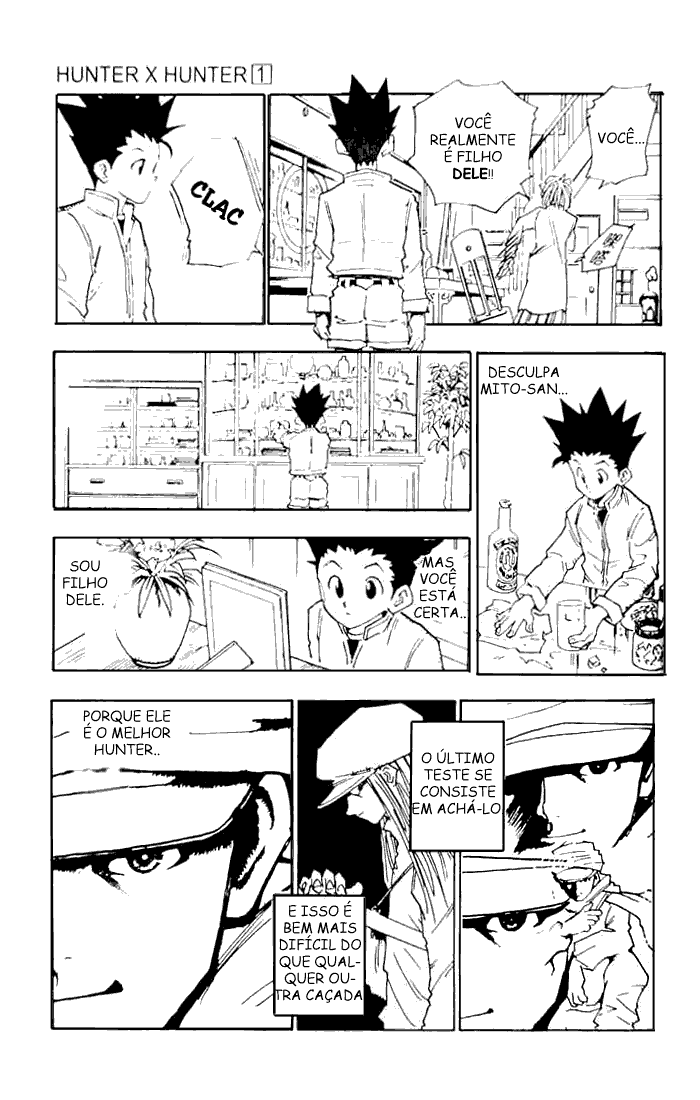 HUNTER X HUNTER 1
VOCÊ...
VOCÊ
REALMENTE
É FILHO
DELE!!
CLAC
DESCULPA
MITO-SAN...
MAS
VOCÊ
ESTÁ
CERTA..
SOU
FILHO
DELE.
O ÚLTIMO
TESTE SE
CONSISTE
EM ACHÁ-LO
E ISSO É
BEM MAIS
DIFÍCIL DO
QUE QUAL-
QUER OU-
TRA CAÇADA
PORQUE ELE
É O MELHOR
HUNTER..